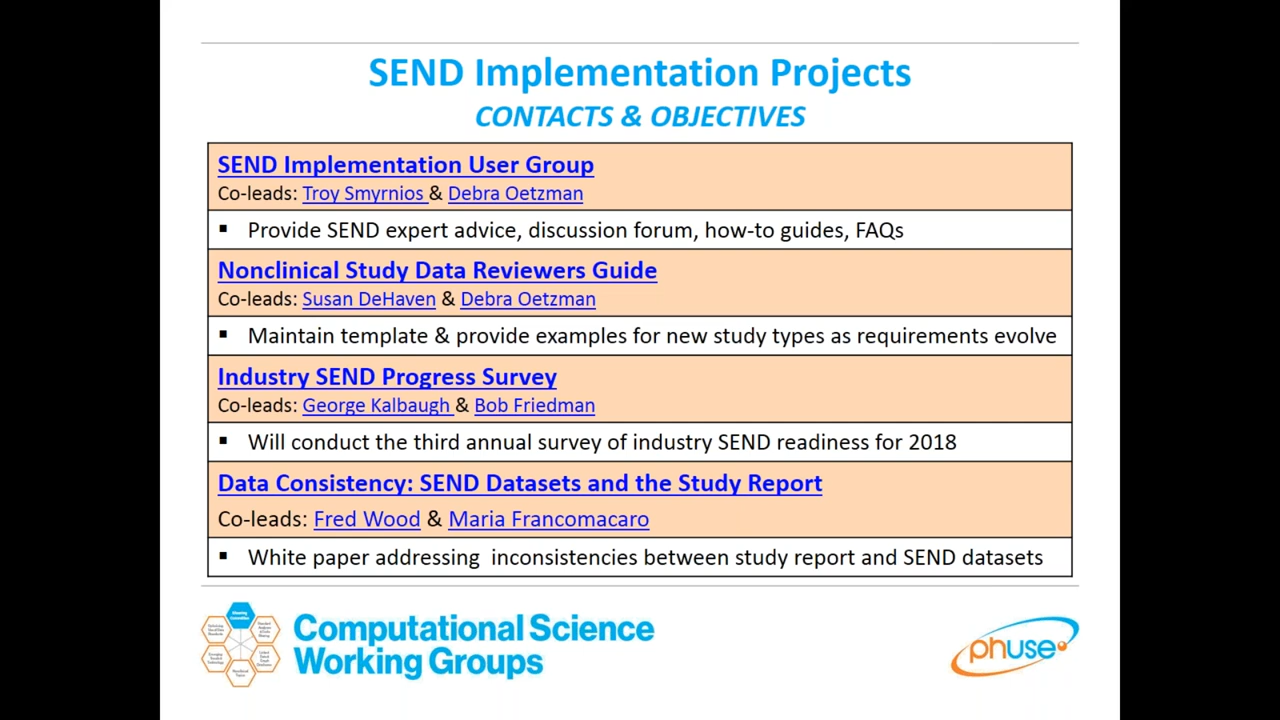 SEND Implementation Projects
CONTACTS & OBJECTIVES
SEND Implementation User Group
Co-leads: Troy Smyrnios & Debra Oetzman
▪ Provide SEND expert advice, discussion forum, how-to guides, FAQs
Nonclinical Study Data Reviewers Guide
Co-leads: Susan DeHaven & Debra Oetzman
▪ Maintain template & provide examples for new study types as requirements evolve
Industry SEND Progress Survey
Co-leads: George Kalbaugh & Bob Friedman
▪ Will conduct the third annual survey of industry SEND readiness for 2018
Data Consistency: SEND Datasets and the Study Report
Co-leads: Fred Wood & Maria Francomacaro
▪ White paper addressing  inconsistencies between study report and SEND datasets
Computational Science
Working Groups
phuse